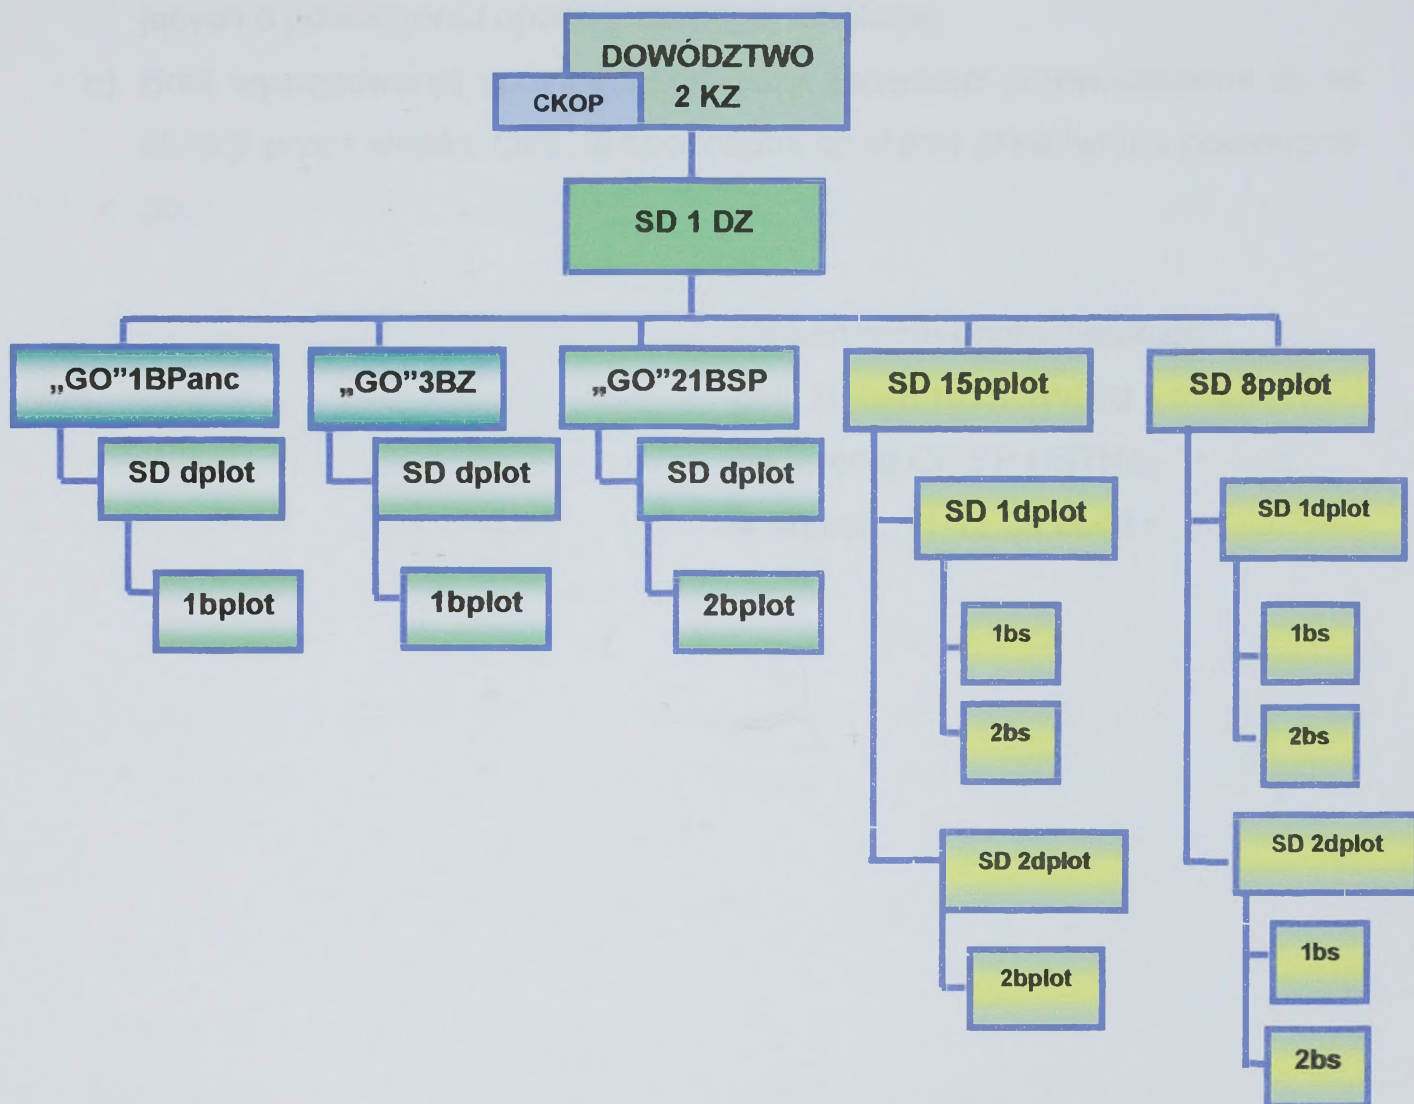 DOWÓDZTWO
2 KZ
CKOP
SD 1 DZ
„GO”1BPanc
„GO”3BZ
„GO”21BSP
SD 15pplot
SD 8pplot
SD dplot
SD dplot
SD dplot
SD 1dplot
SD 1dplot
1bplot
1bplot
2bplot
1bs
1bs
2bs
2bs
SD 2dplot
SD 2dplot
2bplot
1bs
2bs